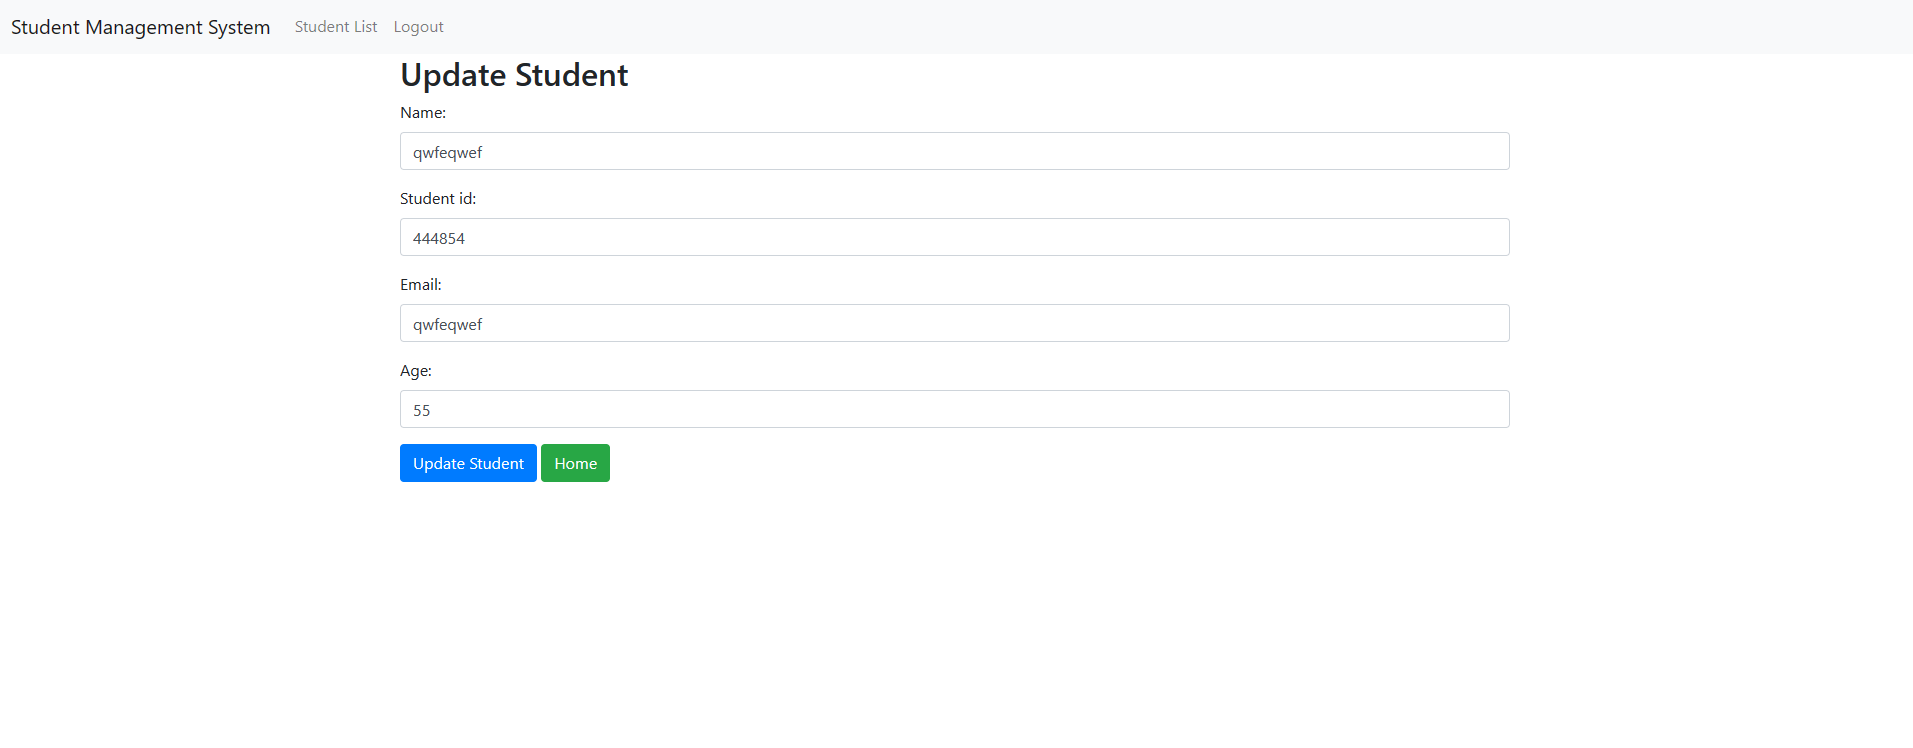 Student Management System Student List Logout
Update Student
Name:
qwfeqwef
Student id:
444854
Email:
qwfeqwef
Age:
55
Update Student Home